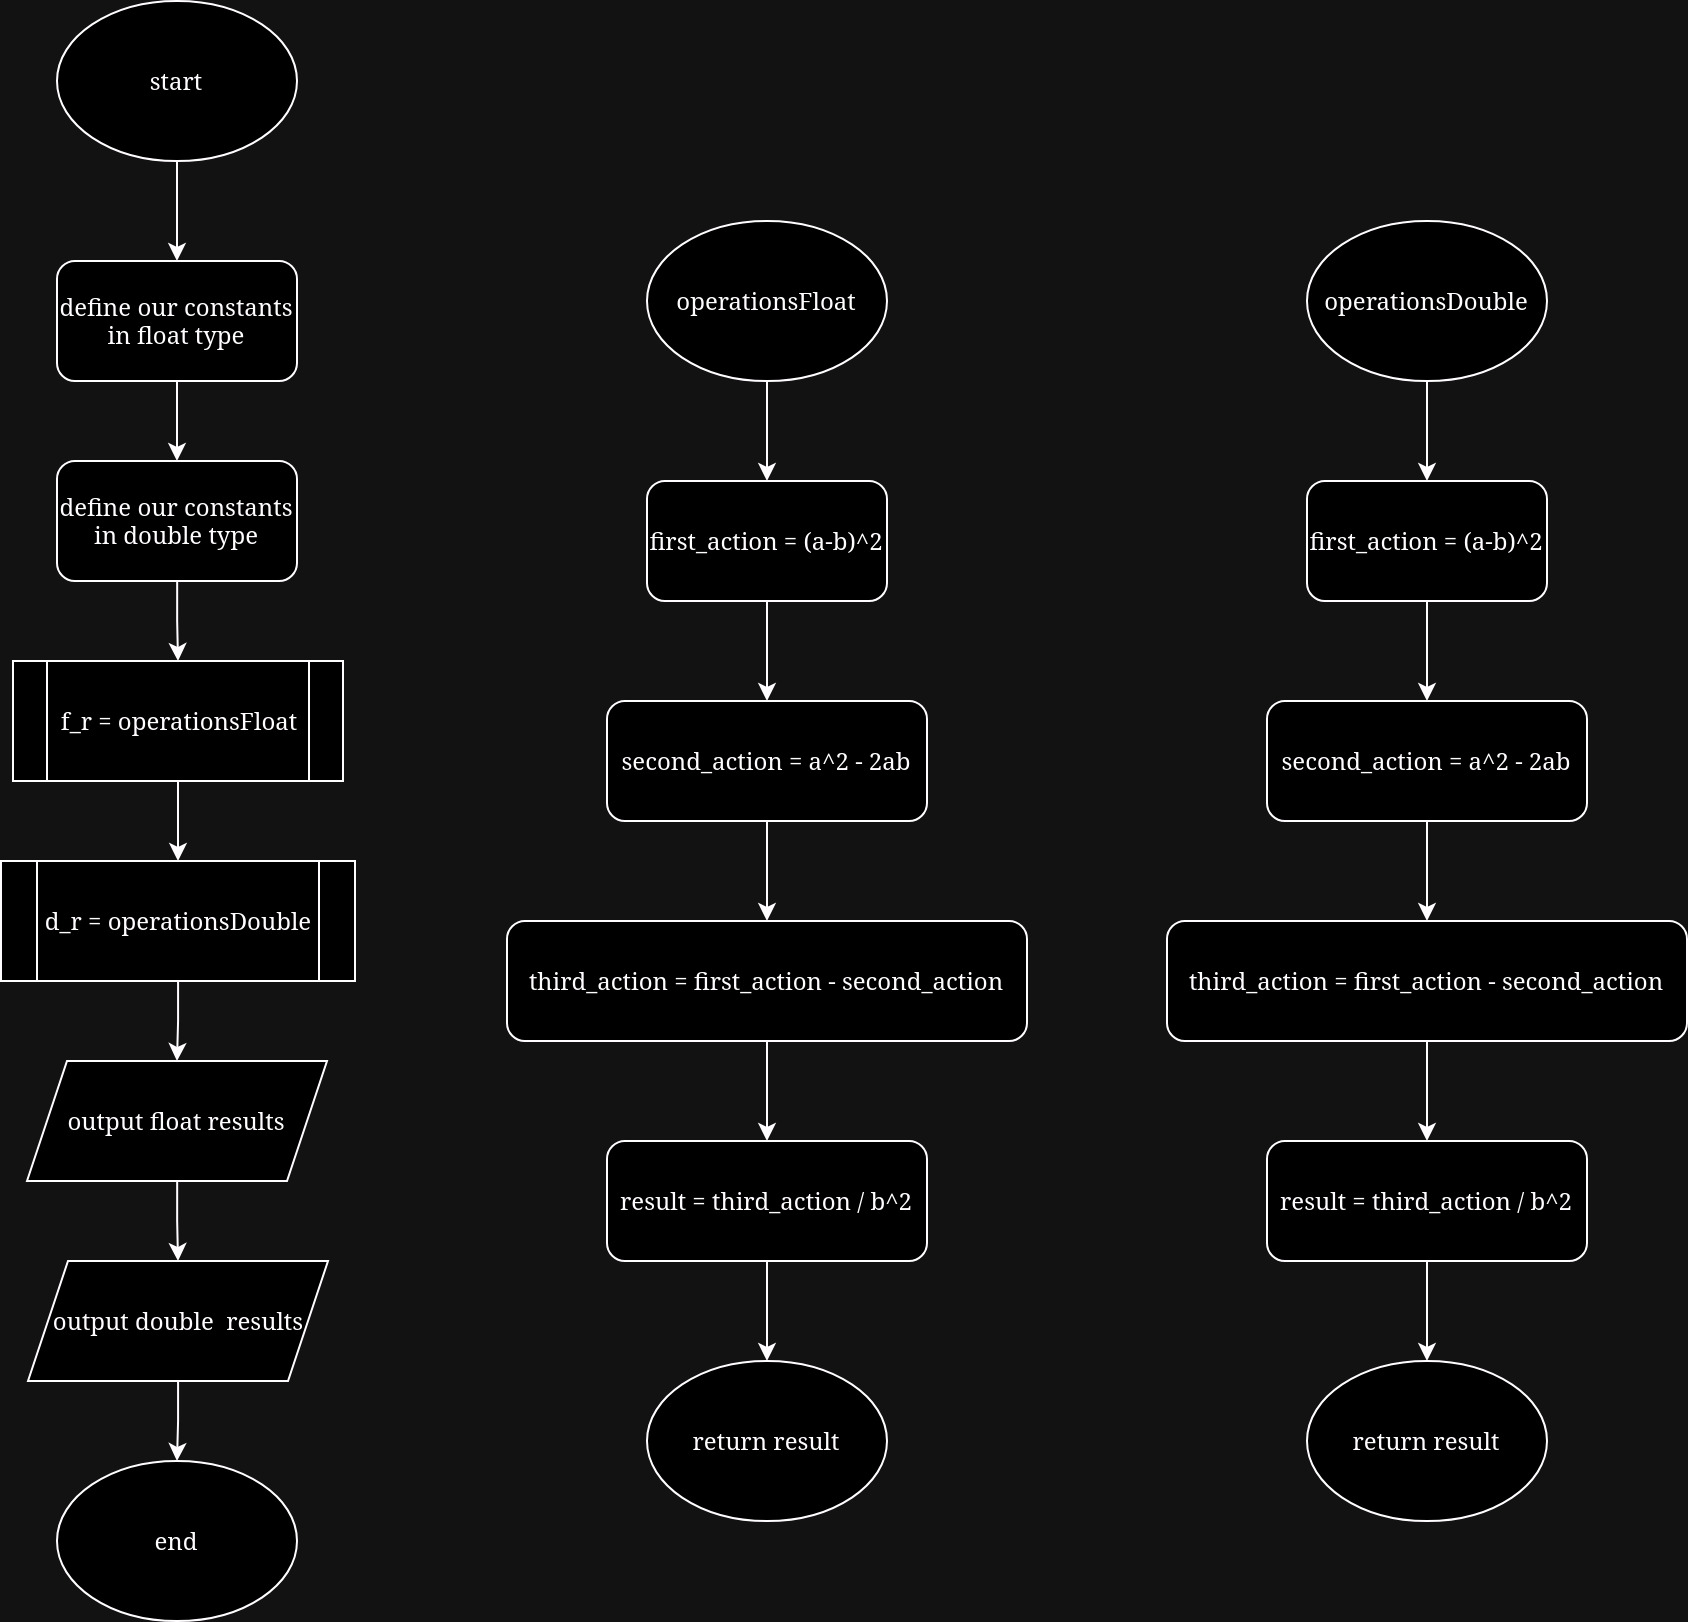 start
define our constants
in float type
define our constants
in double type
f_r = operationsFloat
d_r = operationsDouble
output float results
output double  results
end
operationsFloat
first_action = (a-b)^2
second_action = a^2 - 2ab
third_action = first_action - second_action
result = third_action / b^2
return result
operationsDouble
first_action = (a-b)^2
second_action = a^2 - 2ab
third_action = first_action - second_action
result = third_action / b^2
return result